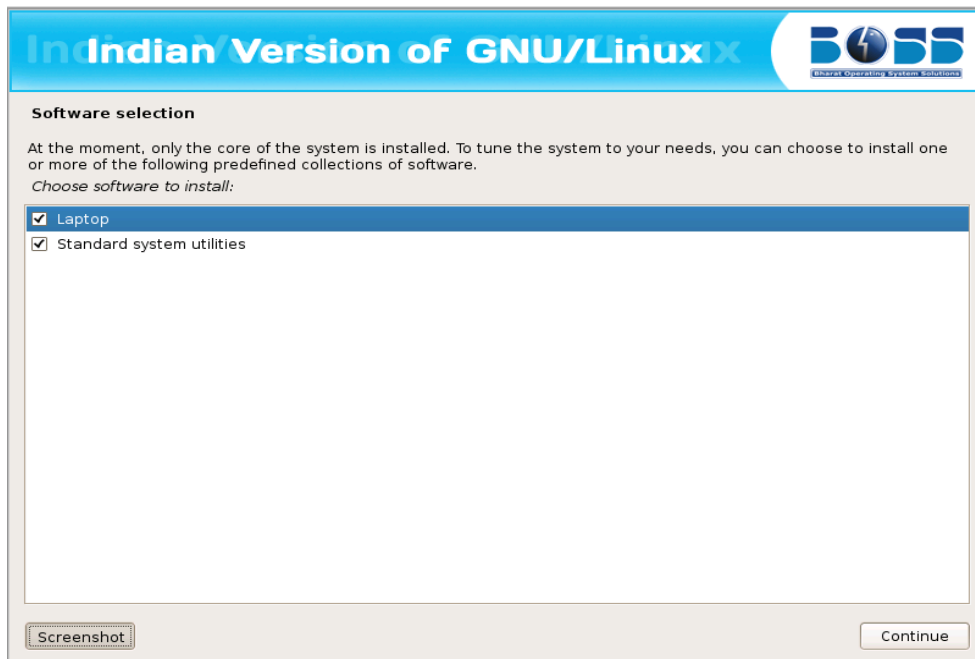 Indian Version of GNU/Linux
BOSS
Bharat Operating System Solutions
Software selection
At the moment, only the core of the system is installed. To tune the system to your needs, you can choose to install one
or more of the following predefined collections of software.
Choose software to install:
Laptop
Standard system utilities
Screenshot
Continue